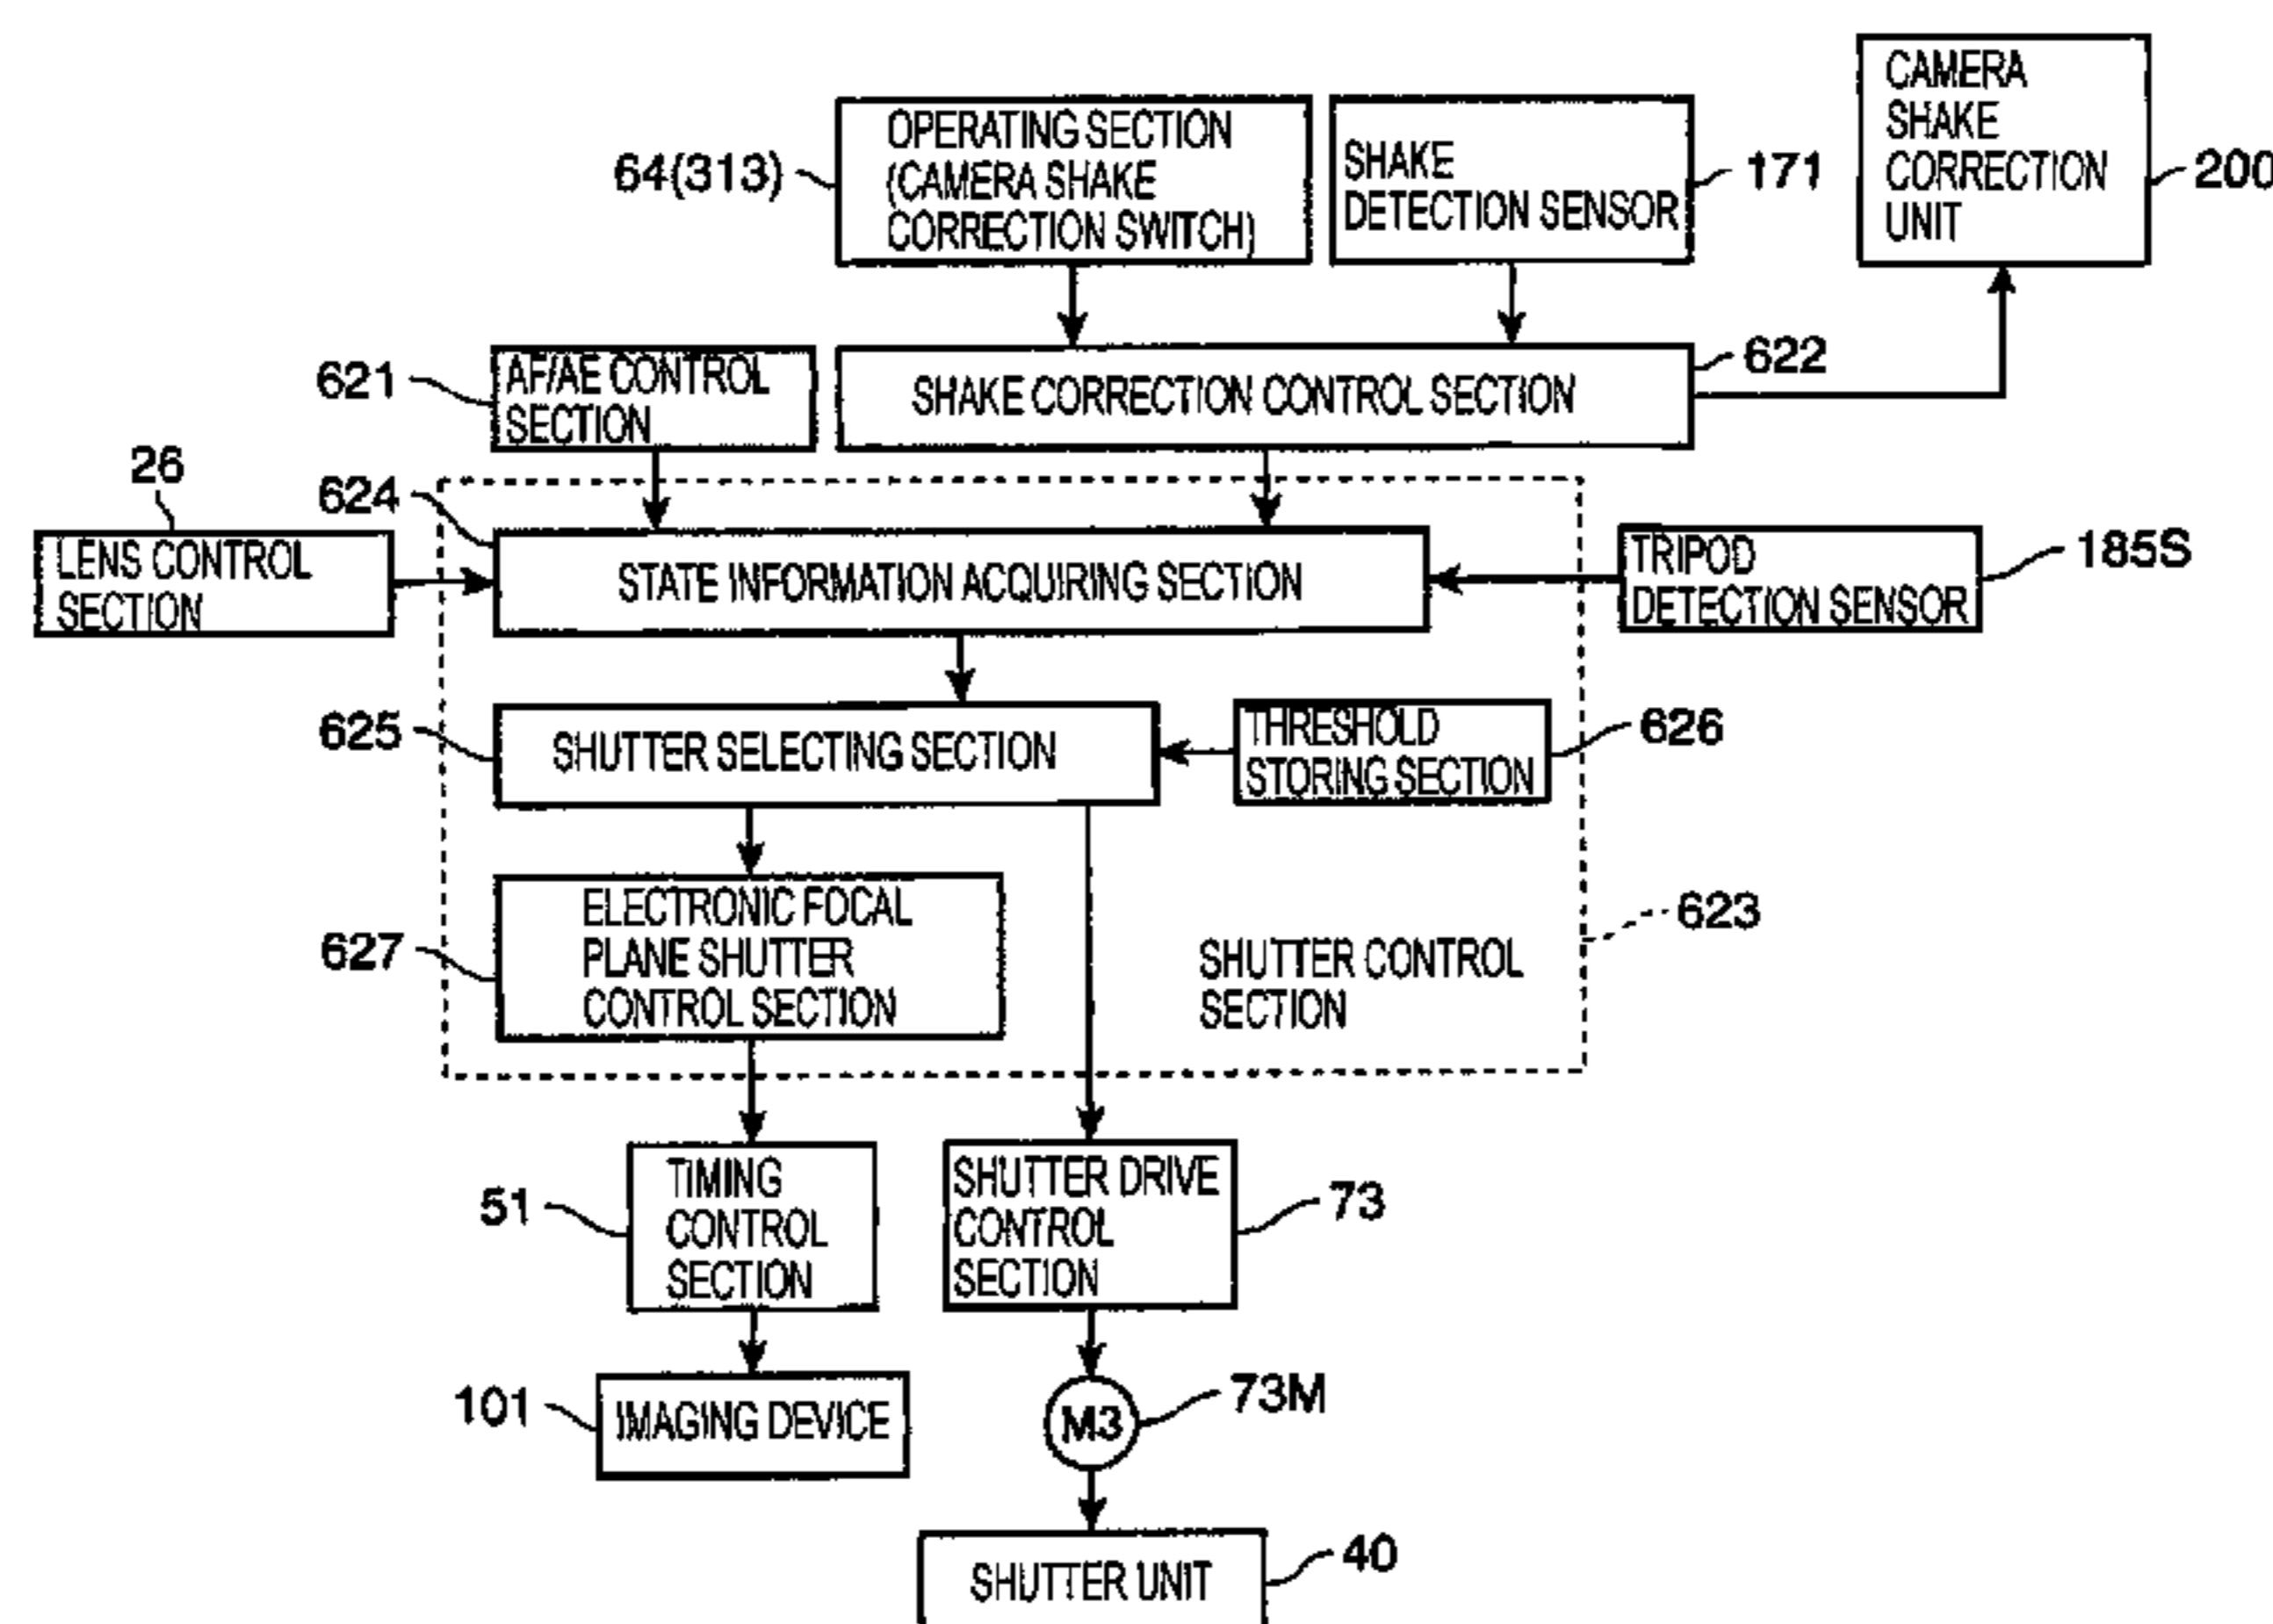 CAMERA
SHAKE
CORRECTION
UNIT
200
OPERATING SECTION
(CAMERA SHAKE
CORRECTION SWITCH)
64(313)
SHAKE
DETECTION SENSOR
171
621
AF/AE CONTROL
SECTION
SHAKE CORRECTION CONTROL SECTION
622
26
LENS CONTROL
SECTION
624
STATE INFORMATION ACQUIRING SECTION
TRIPOD
DETECTION SENSOR
185S
625
SHUTTER SELECTING SECTION
THRESHOLD
STORING SECTION
626
627
ELECTRONIC FOCAL
PLANE SHUTTER
CONTROL SECTION
SHUTTER CONTROL
SECTION
623
51
TIMING
CONTROL
SECTION
SHUTTER DRIVE
CONTROL
SECTION
73
101
IMAGING DEVICE
M3
73M
SHUTTER UNIT
40